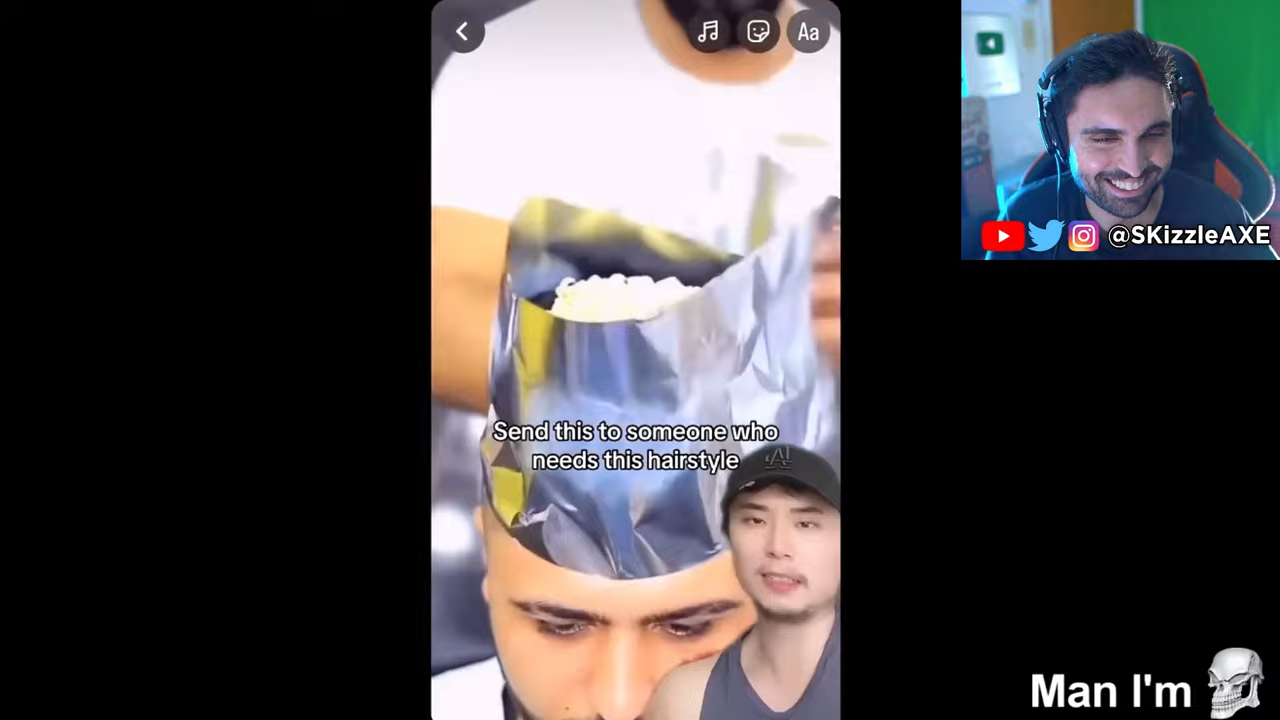 Aa
Send this to someone who
needs this hairstyle
@SKizzleAXE
Man I'm